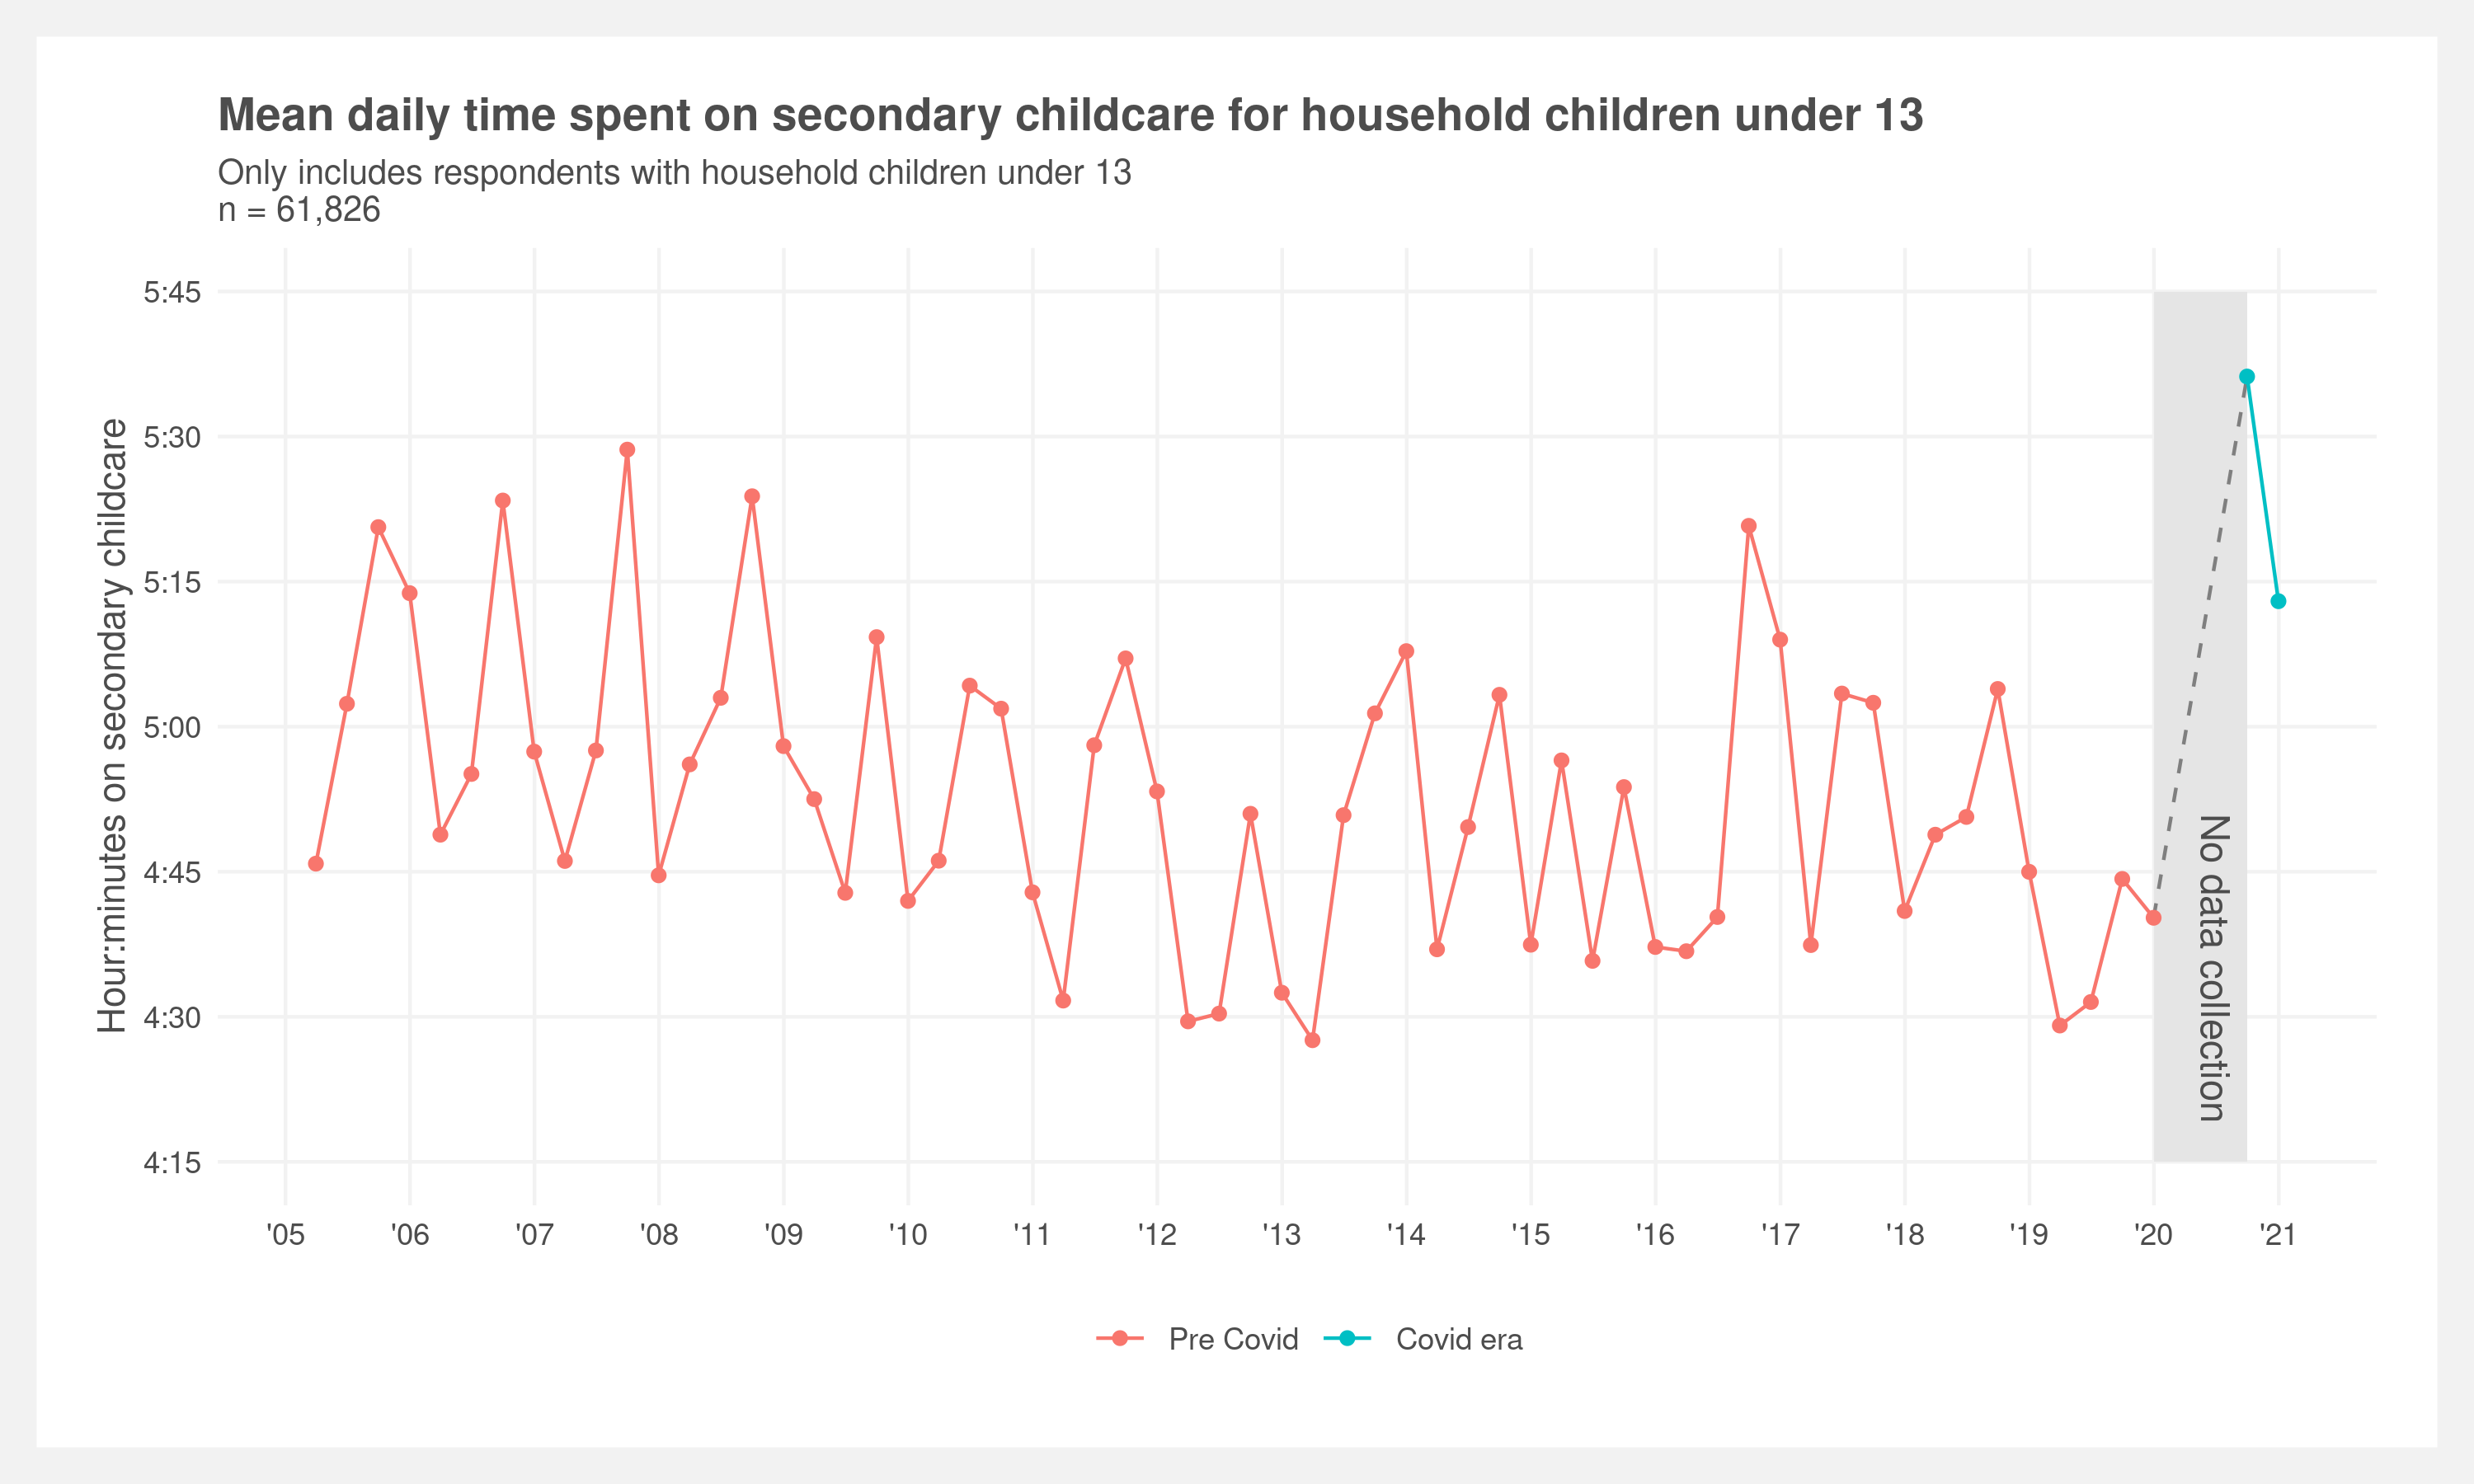 Mean daily time spent on secondary childcare for household children under 13
Only includes respondents with household children under 13
n = 61,826
Hour:minutes on secondary childcare
5:45
5:30
5:15
5:00
4:45
4:30
4:15
No data collection
'05 '06 '07 '08 '09 '10 '11 '12 '13 '14 '15 '16 '17 '18 '19 '20 '21
Pre Covid Covid era